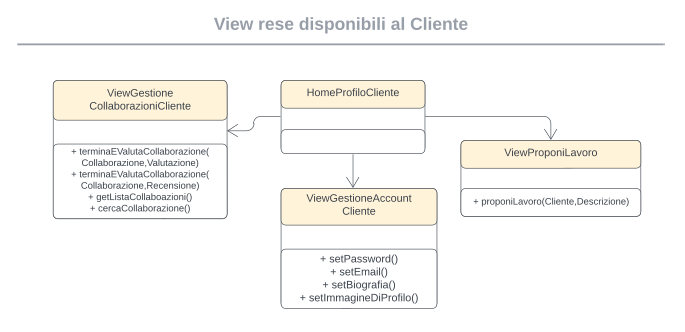 View rese disponibili al Cliente
ViewGestione
CollaborazioniCliente
+ terminaEValutaCollaborazione(
Collaborazione,Valutazione)
+ terminaEValutaCollaborazione(
Collaborazione,Recensione)
+ getListaCollaboazioni()
+ cercaCollaborazione()
HomeProfiloCliente
ViewGestioneAccount
Cliente
+ setPassword()
+ setEmail()
+ setBiografia()
+ setImmagineDiProfilo()
ViewProponiLavoro
+ proponiLavoro(Cliente,Descrizione)